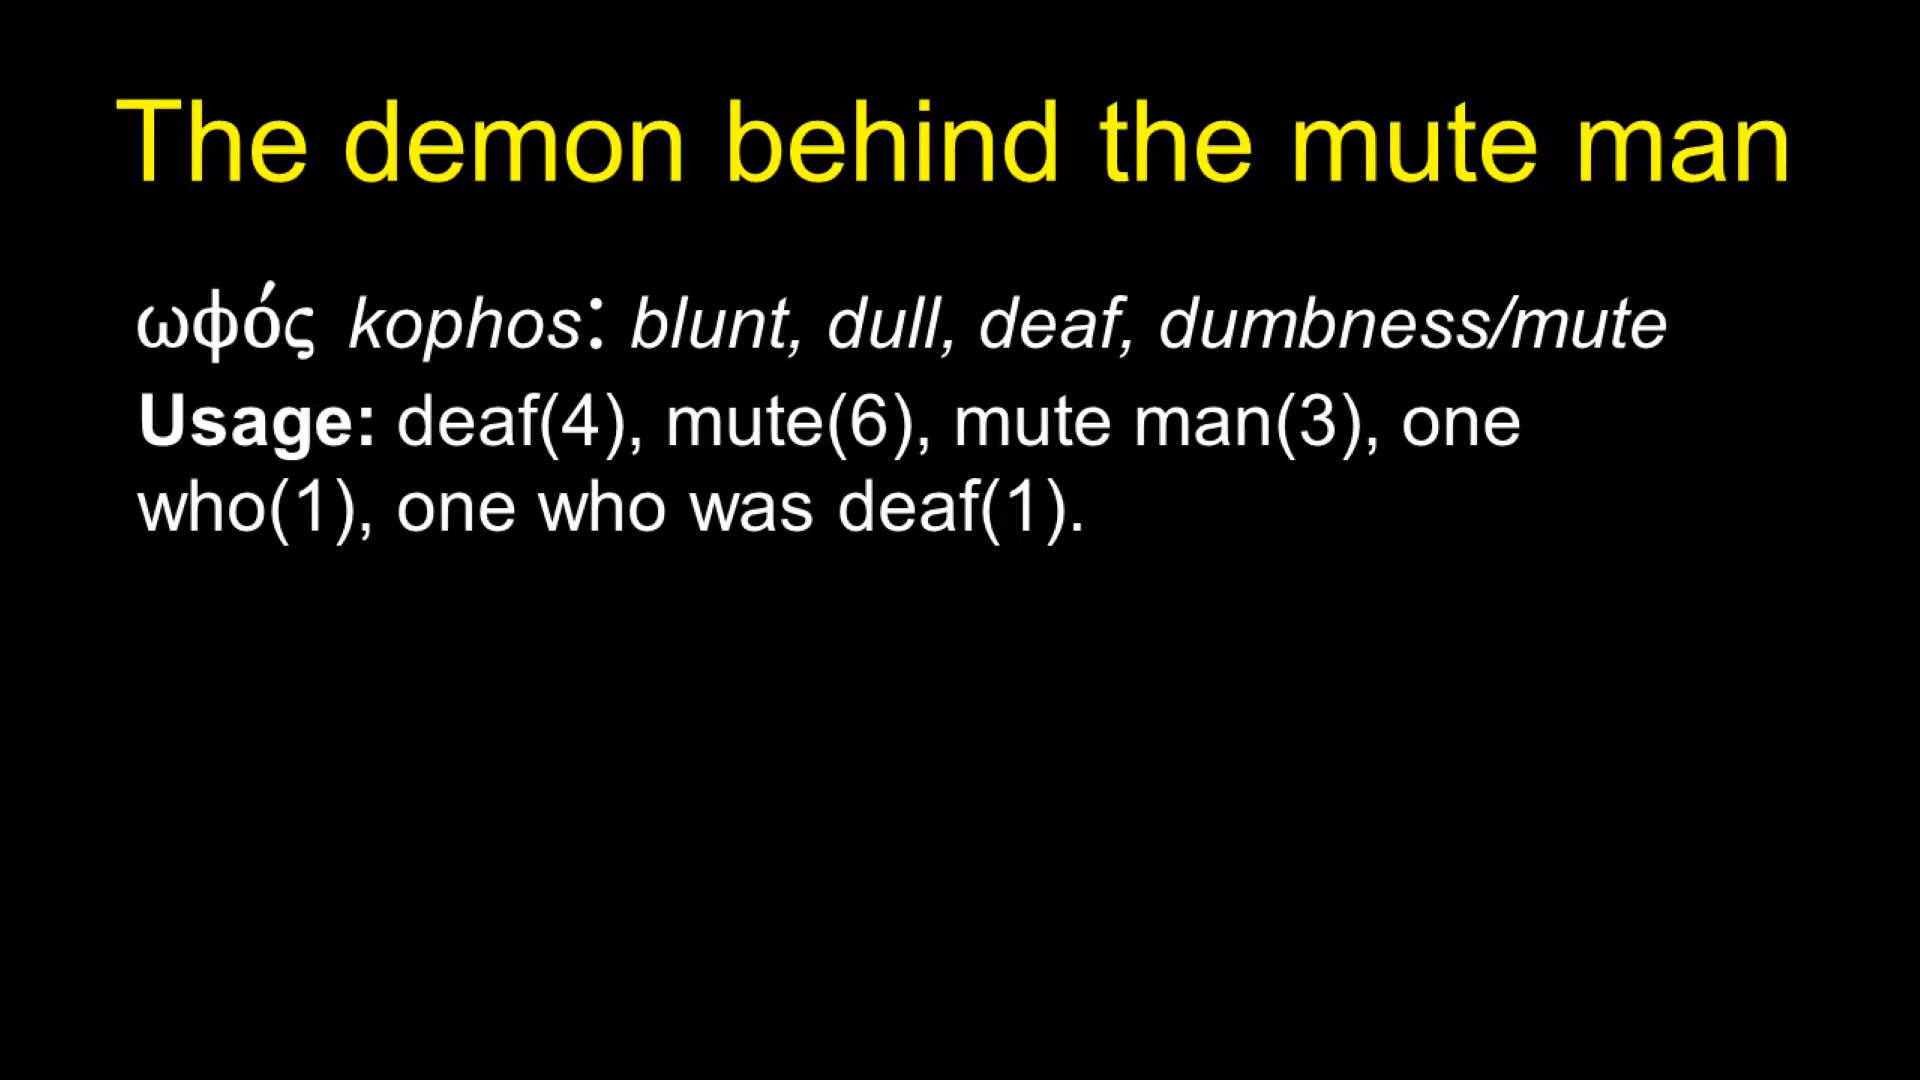 The demon behind the mute man
ωφός kophos: blunt, dull, deaf, dumbness/mute
Usage: deaf(4), mute(6), mute man(3), one
who(1), one who was deaf(1).